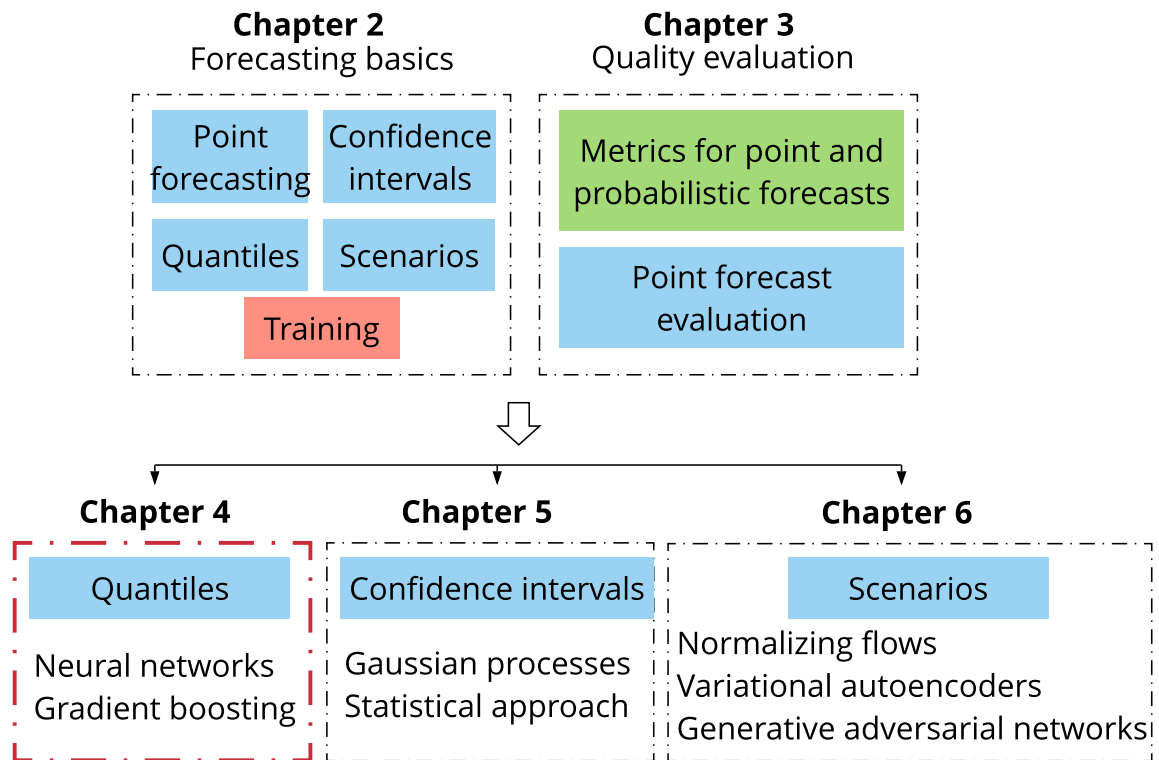 Chapter 2
Forecasting basics
Point
forecasting
Confidence
intervals
Quantiles
Scenarios
Training
Chapter 3
Quality evaluation
Metrics for point and
probabilistic forecasts
Point forecast
evaluation
Chapter 4
Quantiles
Neural networks
Gradient boosting
Chapter 5
Confidence intervals
Gaussian processes
Statistical approach
Chapter 6
Scenarios
Normalizing flows
Variational autoencoders
Generative adversarial networks